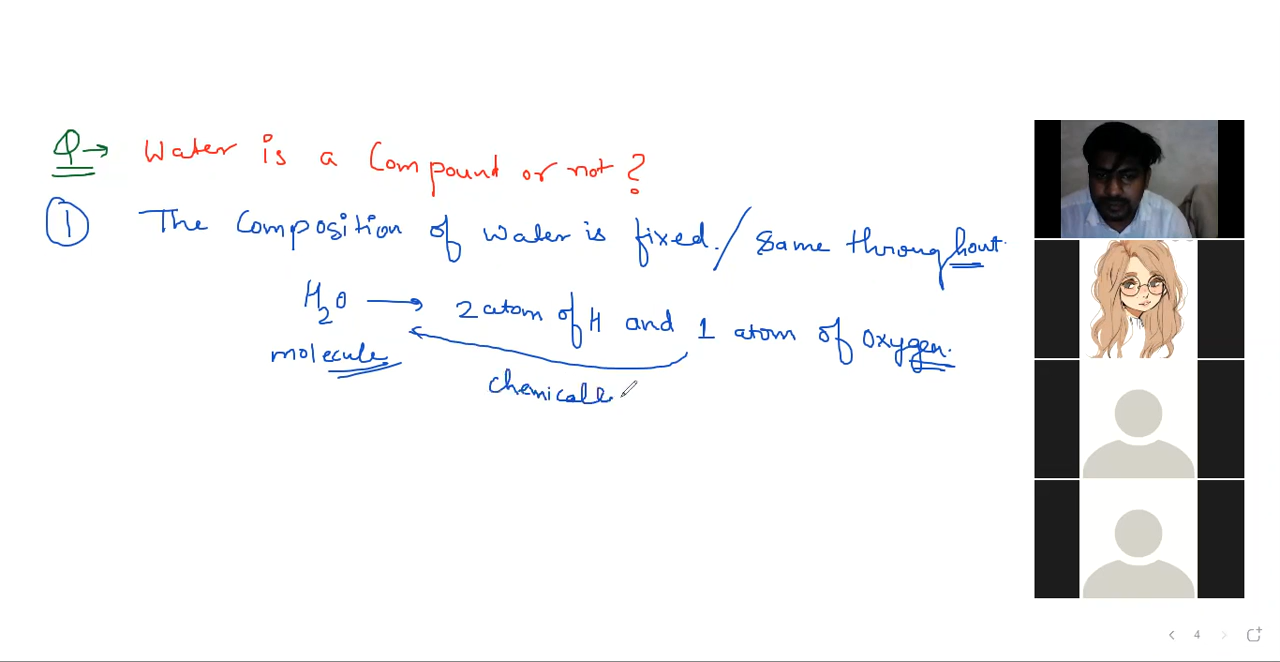 Q→ Water is a Compound or not?
① The Composition of Water is fixed./ Same throughout.
H₂O → 2 atom of H and 1 atom of oxygen.
molecule
chemicall
4